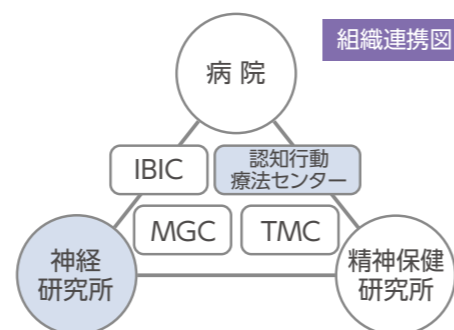 組織連携図
病院
IBIC
認知行動
療法センター
MGC
TMC
神経
研究所
精神保健
研究所